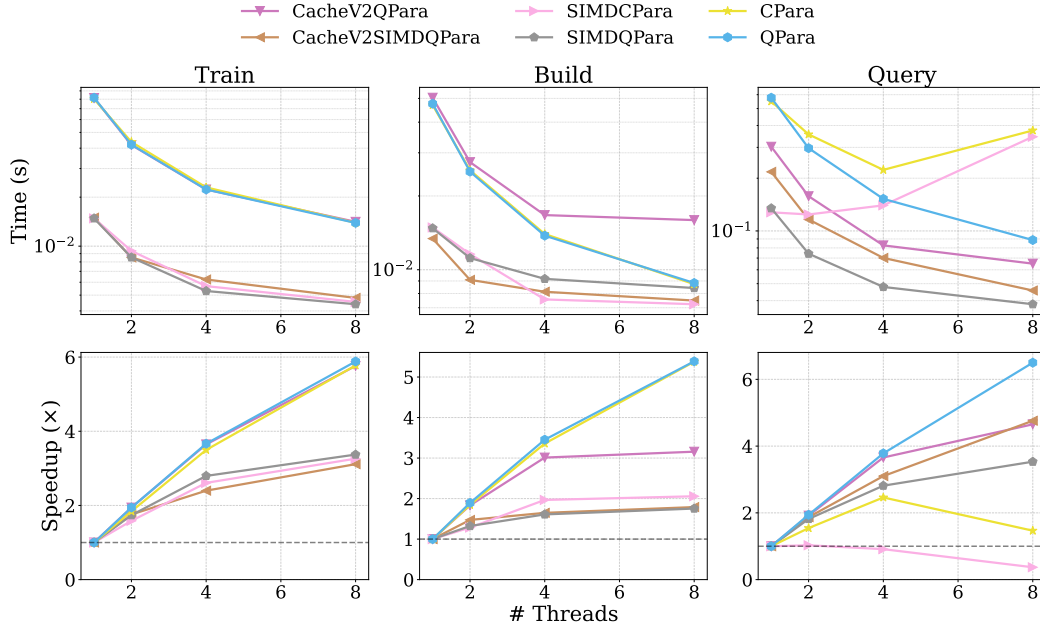 CacheV2QPara SIMDCPara CPara
CacheV2SIMDQPara SIMDQPara QPara
Train Build Query
Time (s)
10⁻² 10⁻² 10⁻¹
2 4 6 8 2 4 6 8 2 4 6 8
Speedup (×)
6 4 2 0
5 4 3 2 1 0
6 4 2 0
2 4 6 8 2 4 6 8 2 4 6 8
# Threads